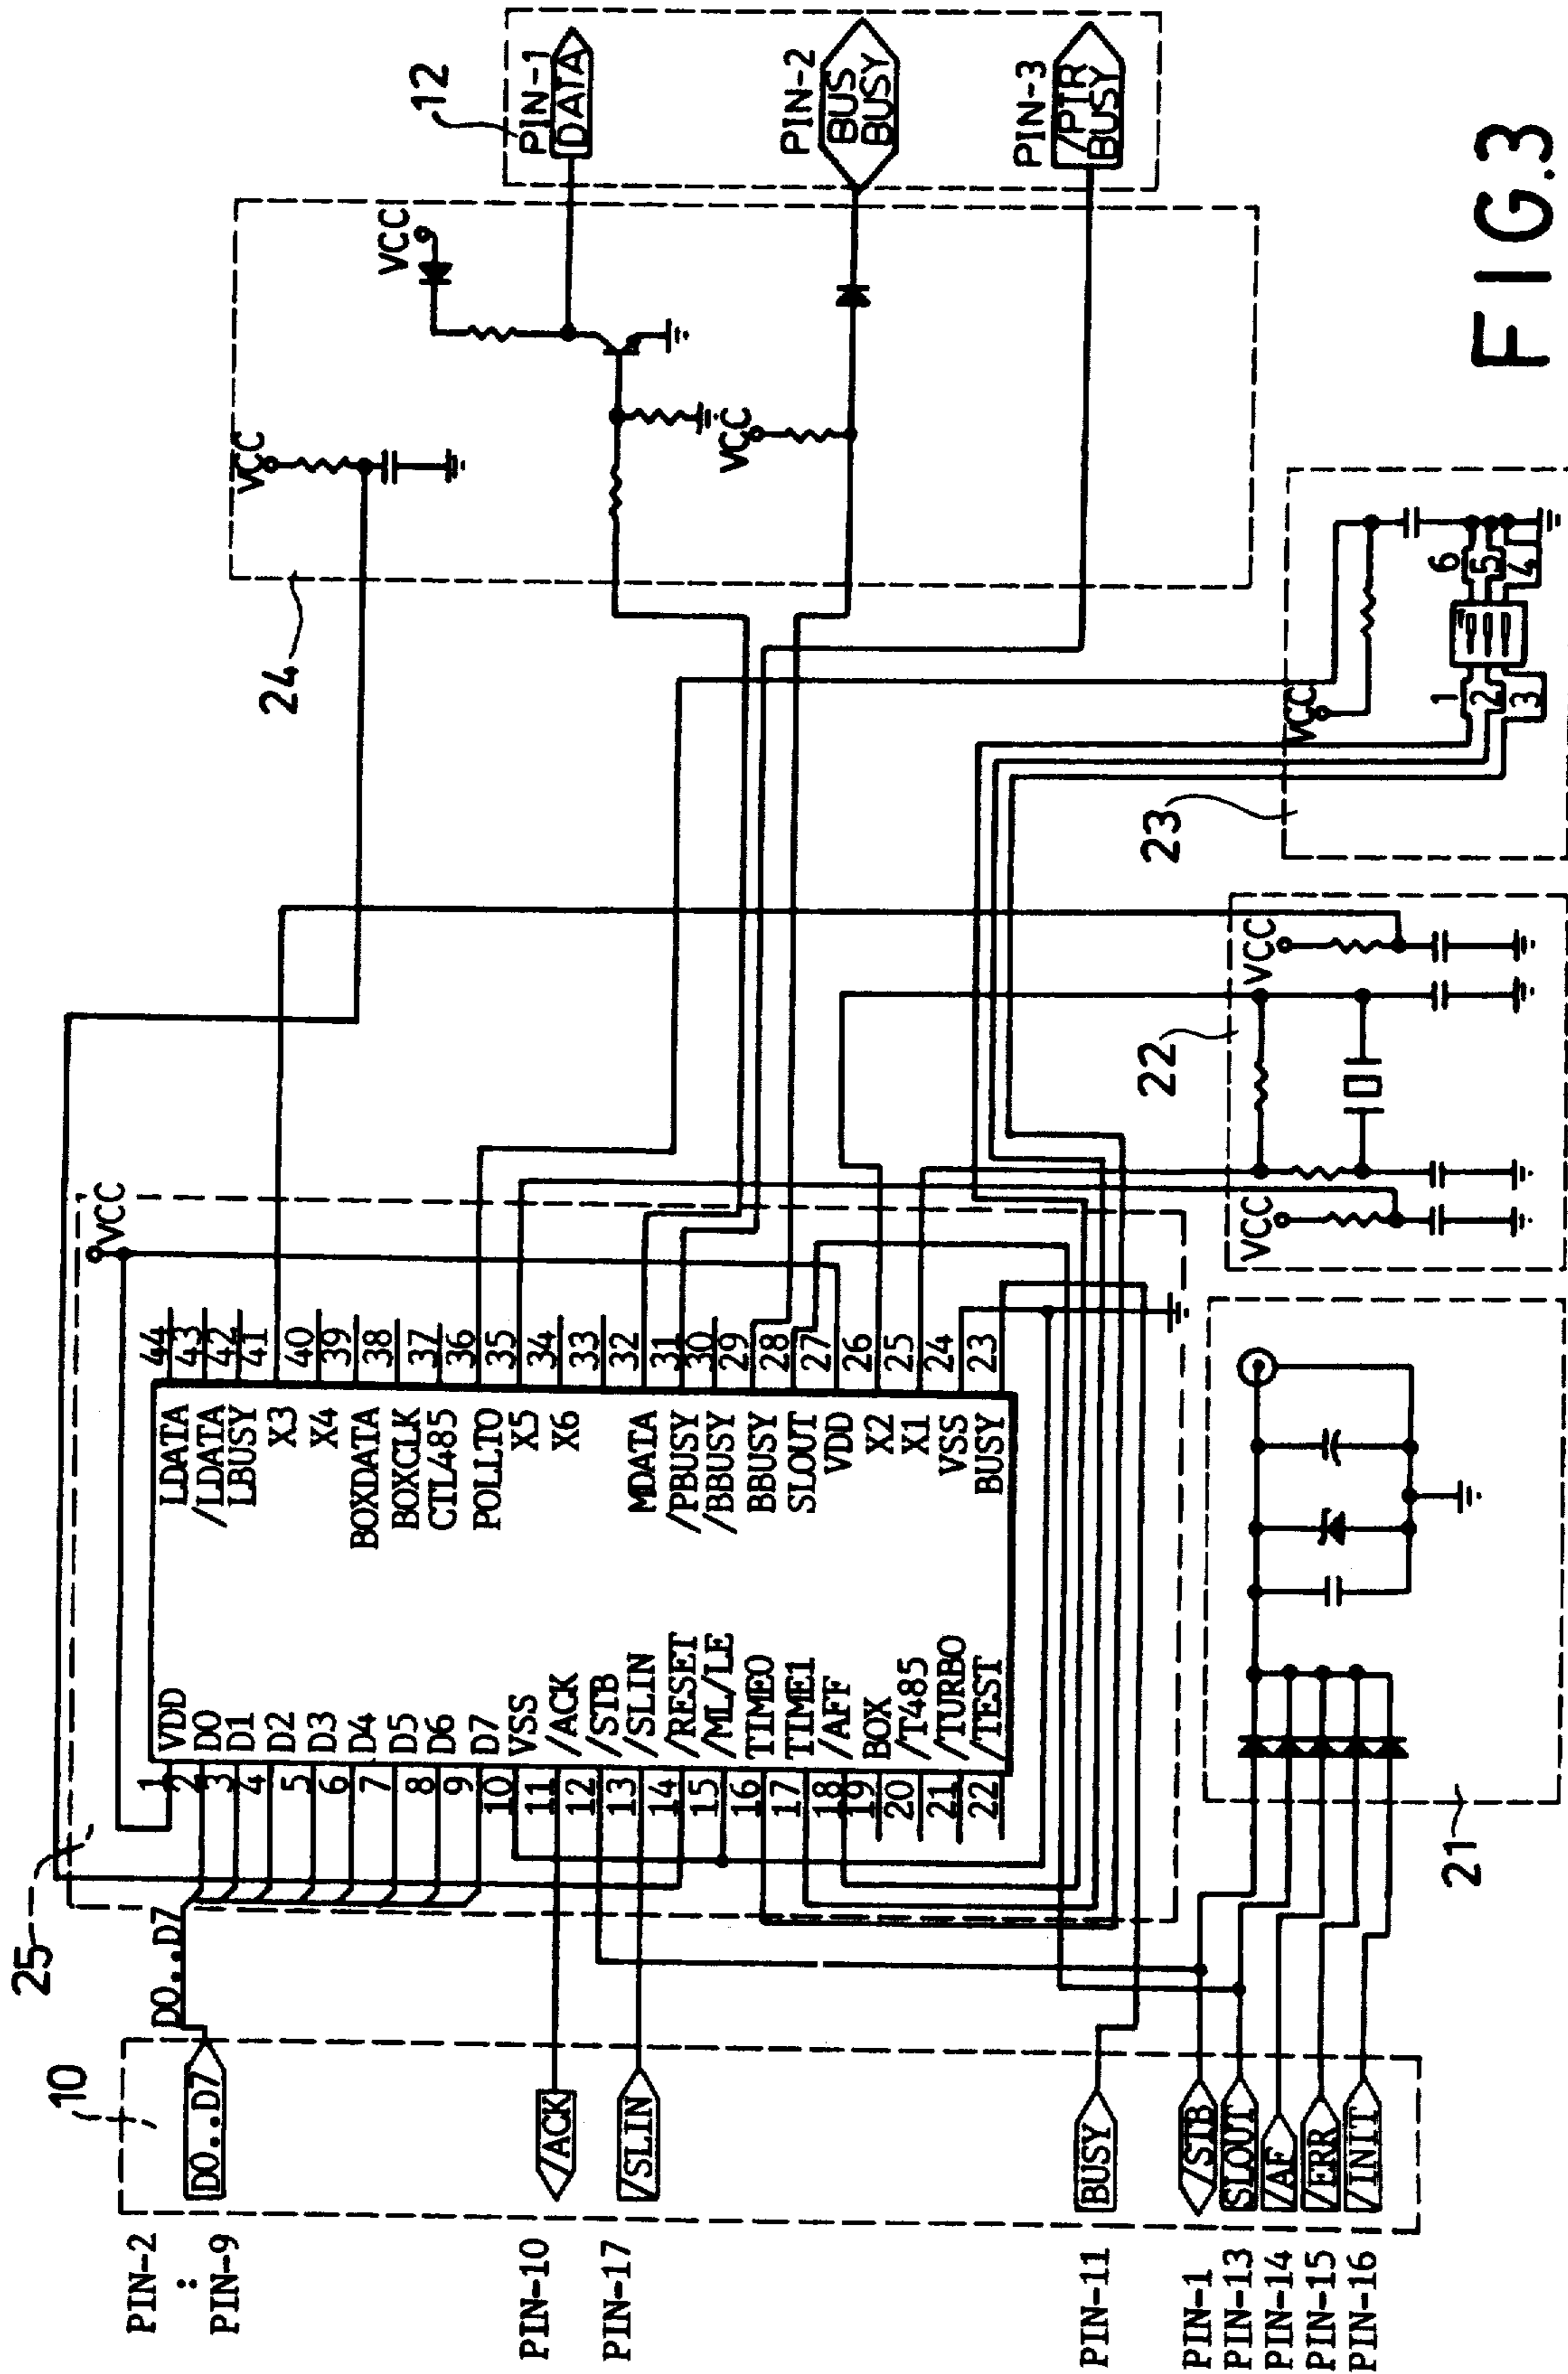 10
PIN-2
:
PIN-9
DO..D7
DO...D7
PIN-10
/ACK
PIN-17
/SLIN
PIN-11
BUSY
PIN-1
/STB
PIN-13
SLOUT
PIN-14
/AF
PIN-15
/ERR
PIN-16
/INIT
25
VCC
1 VDD
2 DO
3 D1
4 D2
5 D3
6 D4
7 D5
8 D6
9 D7
10 VSS
11 /ACK
12 /STB
13 /SLIN
14 /RESET
15 /ML/LE
16 TIMEO
17 TIME1
18 /AFF
19 BOX
20 /T485
21 /TURBO
22 /TEST
LDATA 44
/LDATA 43
LBUSY 42
X3 41
X4 40
BOXDATA 39
BOXCLK 38
CTL485 37
POLLTO 36
X5 35
X6 34
33
MDATA 32
/PBUSY 31
/BBUSY 30
BBUSY 29
SLOUT 28
VDD 27
X2 26
X1 25
VSS 24
BUSY 23
24
VCC
VCC
VCC
12
PIN-1
DATA
PIN-2
BUS
BUSY
PIN-3
/PTR
BUSY
21
22
VCC
VCC
23
VCC
1
2
3
6
5
4
FIG.3